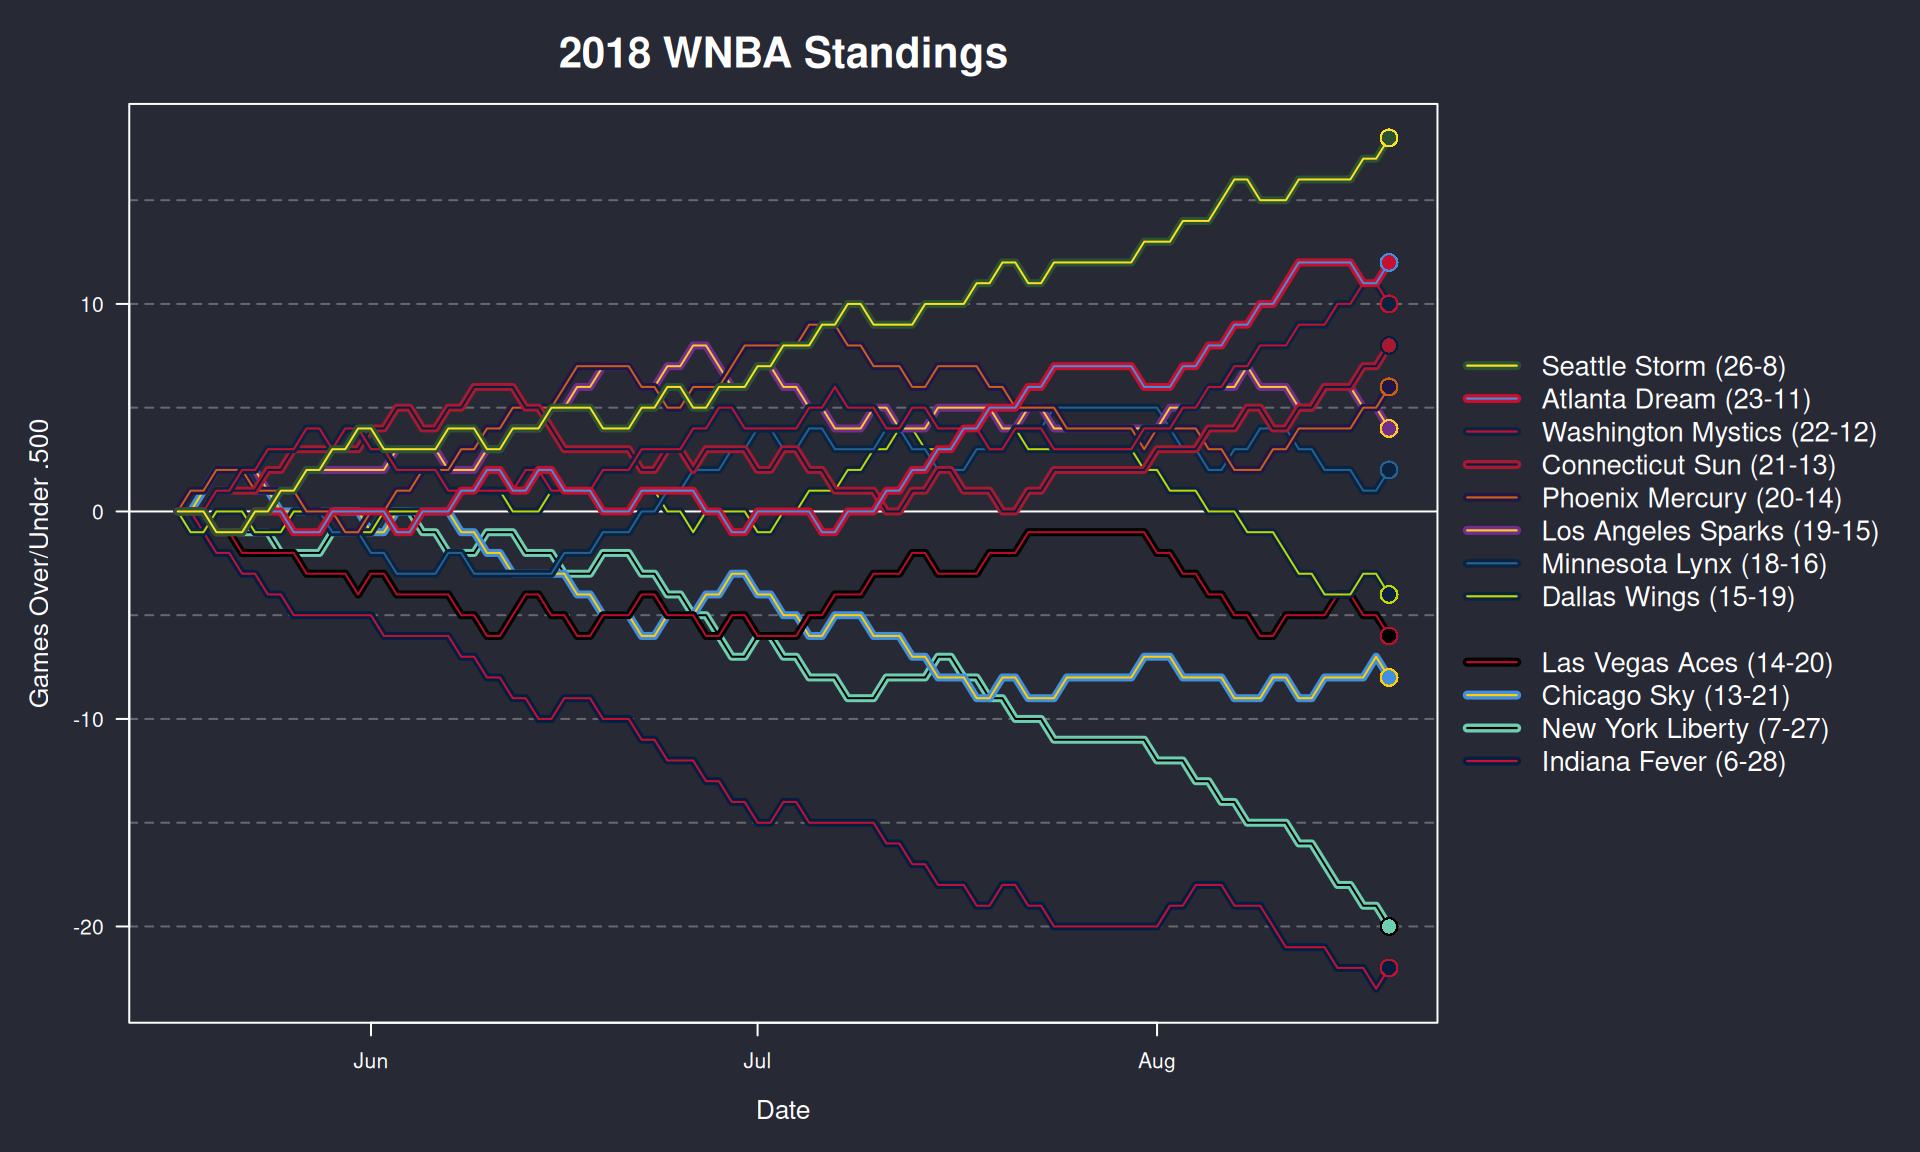 2018 WNBA Standings
Games Over/Under .500
10
0
-10
-20
Jun
Jul
Aug
Date
Seattle Storm (26-8)
Atlanta Dream (23-11)
Washington Mystics (22-12)
Connecticut Sun (21-13)
Phoenix Mercury (20-14)
Los Angeles Sparks (19-15)
Minnesota Lynx (18-16)
Dallas Wings (15-19)
Las Vegas Aces (14-20)
Chicago Sky (13-21)
New York Liberty (7-27)
Indiana Fever (6-28)